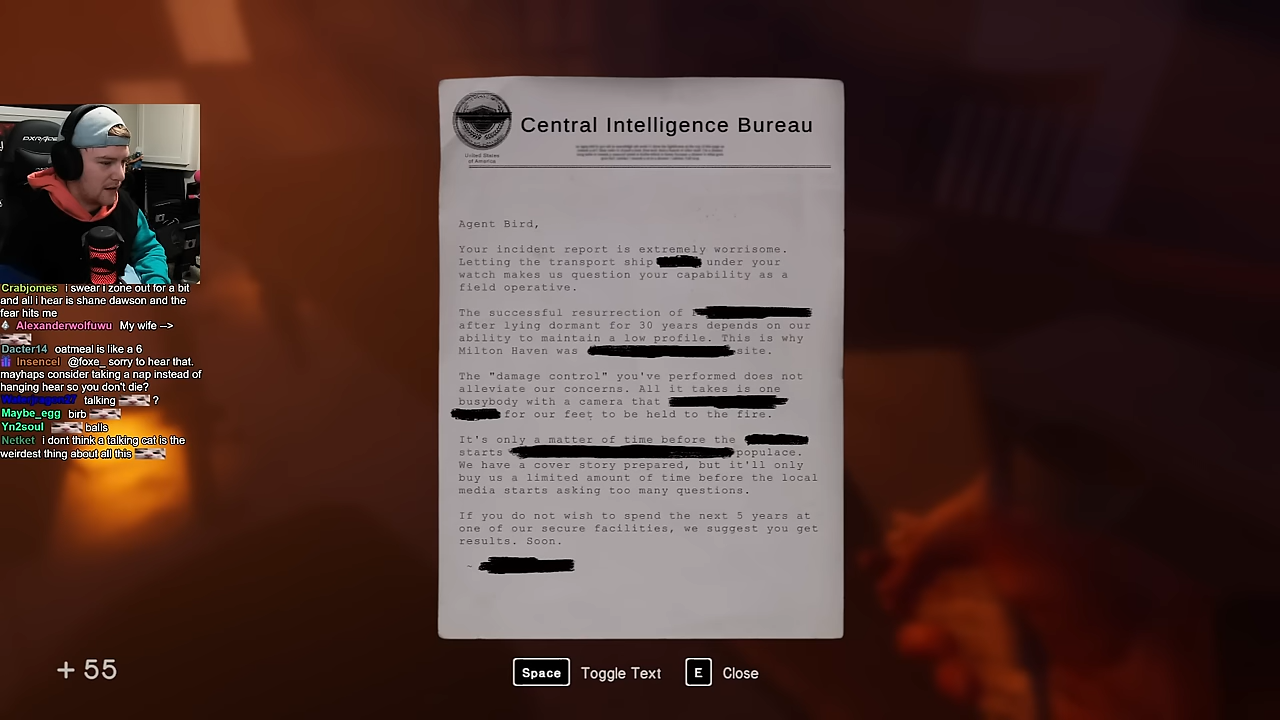 Central Intelligence Bureau
United States
of America
Agent Bird,
Your incident report is extremely worrisome.
Letting the transport ship under your
watch makes us question your capability as a
field operative.
The successful resurrection of
after lying dormant for 30 years depends on our
ability to maintain a low profile. This is why
Milton Haven was site.
The "damage control" you've performed does not
alleviate our concerns. All it takes is one
busybody with a camera that
for our feet to be held to the fire.
It's only a matter of time before the
starts populace.
We have a cover story prepared, but it'll only
buy us a limited amount of time before the local
media starts asking too many questions.
If you do not wish to spend the next 5 years at
one of our secure facilities, we suggest you get
results. Soon.
~
DXRACER
Crabjomes i swear i zone out for a bit
and all i hear is shane dawson and the
fear hits me
Alexanderwolfuwu My wife -->
Dacter14 oatmeal is like a 6
Insencel @foxe_ sorry to hear that.
mayhaps consider taking a nap instead of
hanging hear so you don't die?
talking ?
Maybe_egg birb
Yn2soul balls
Netket i dont think a talking cat is the
weirdest thing about all this
+ 55
Space Toggle Text E Close